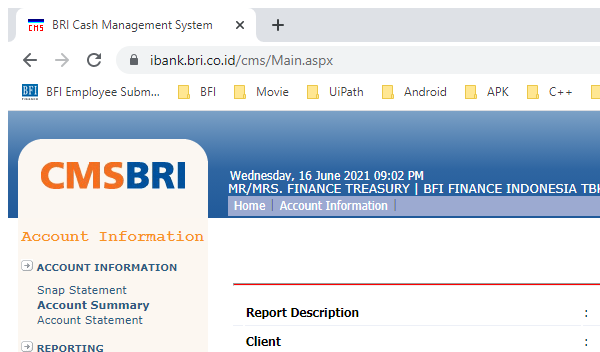 CMS BRI Cash Management System
ibank.bri.co.id/cms/Main.aspx
BFI FINANCE BFI Employee Subm... BFI Movie UiPath Android APK C++
CMSBRI
Wednesday, 16 June 2021 09:02 PM
MR/MRS. FINANCE TREASURY | BFI FINANCE INDONESIA TBK
Home | Account Information |
Account Information
ACCOUNT INFORMATION
Snap Statement
Account Summary
Account Statement
REPORTING
Report Description :
Client :